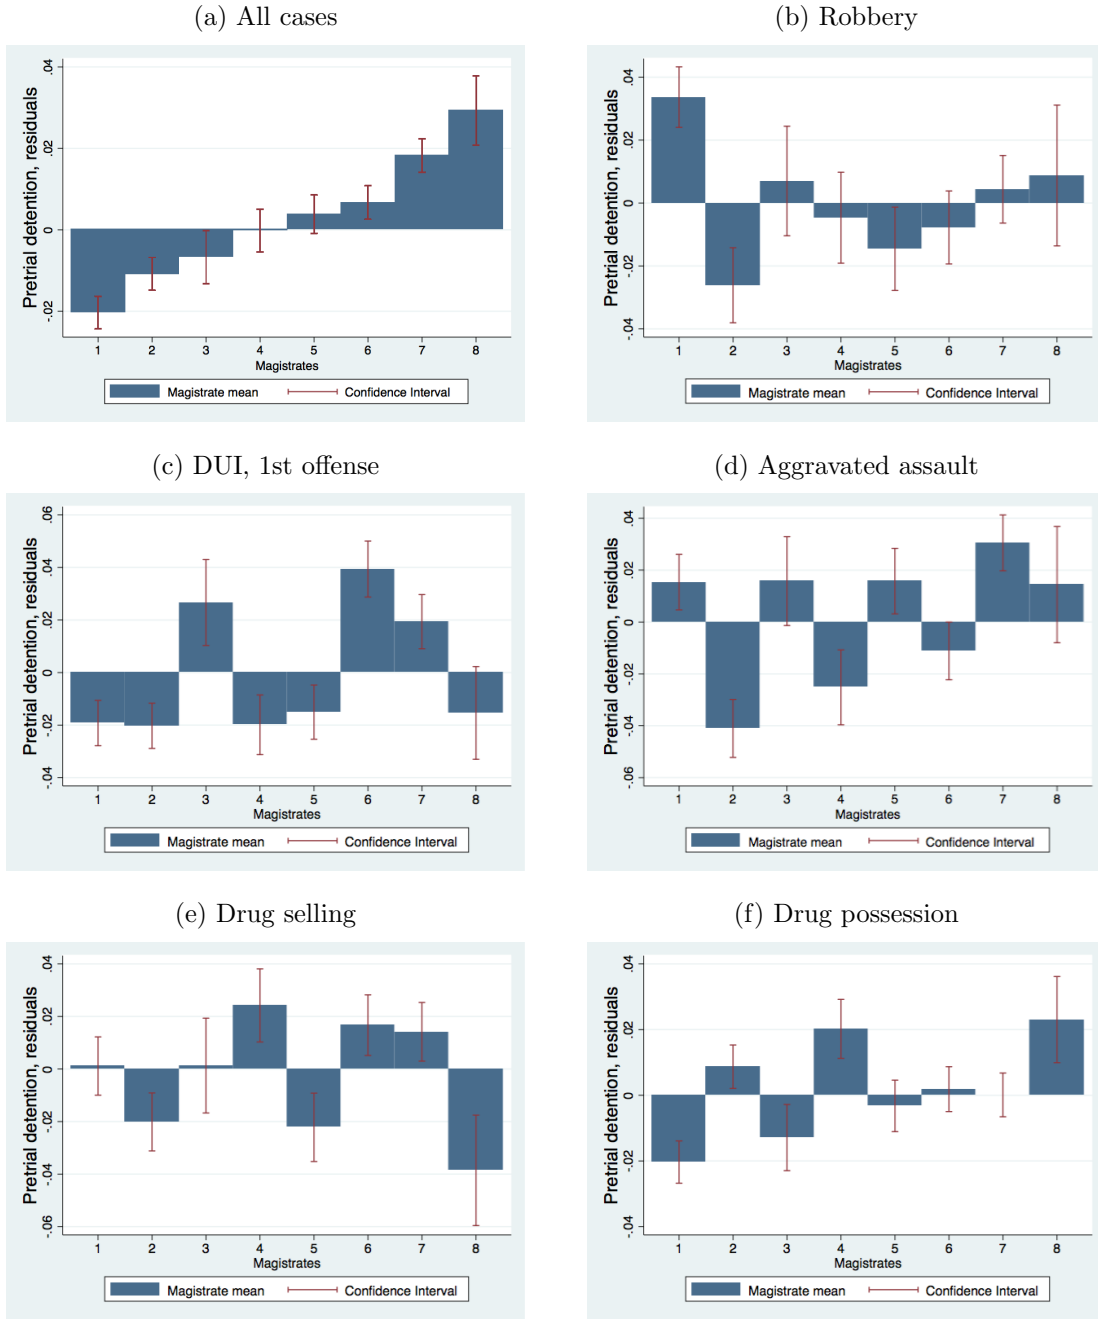 (a) All cases
Pretrial detention, residuals
.04
.02
0
-.02
1 2 3 4 5 6 7 8
Magistrates
Magistrate mean Confidence Interval
(b) Robbery
Pretrial detention, residuals
.04
.02
0
-.02
-.04
1 2 3 4 5 6 7 8
Magistrates
Magistrate mean Confidence Interval
(c) DUI, 1st offense
Pretrial detention, residuals
.06
.04
.02
0
-.02
-.04
1 2 3 4 5 6 7 8
Magistrates
Magistrate mean Confidence Interval
(d) Aggravated assault
Pretrial detention, residuals
.04
.02
0
-.02
-.04
-.06
1 2 3 4 5 6 7 8
Magistrates
Magistrate mean Confidence Interval
(e) Drug selling
Pretrial detention, residuals
.04
.02
0
-.02
-.04
-.06
1 2 3 4 5 6 7 8
Magistrates
Magistrate mean Confidence Interval
(f) Drug possession
Pretrial detention, residuals
.04
.02
0
-.02
-.04
1 2 3 4 5 6 7 8
Magistrates
Magistrate mean Confidence Interval